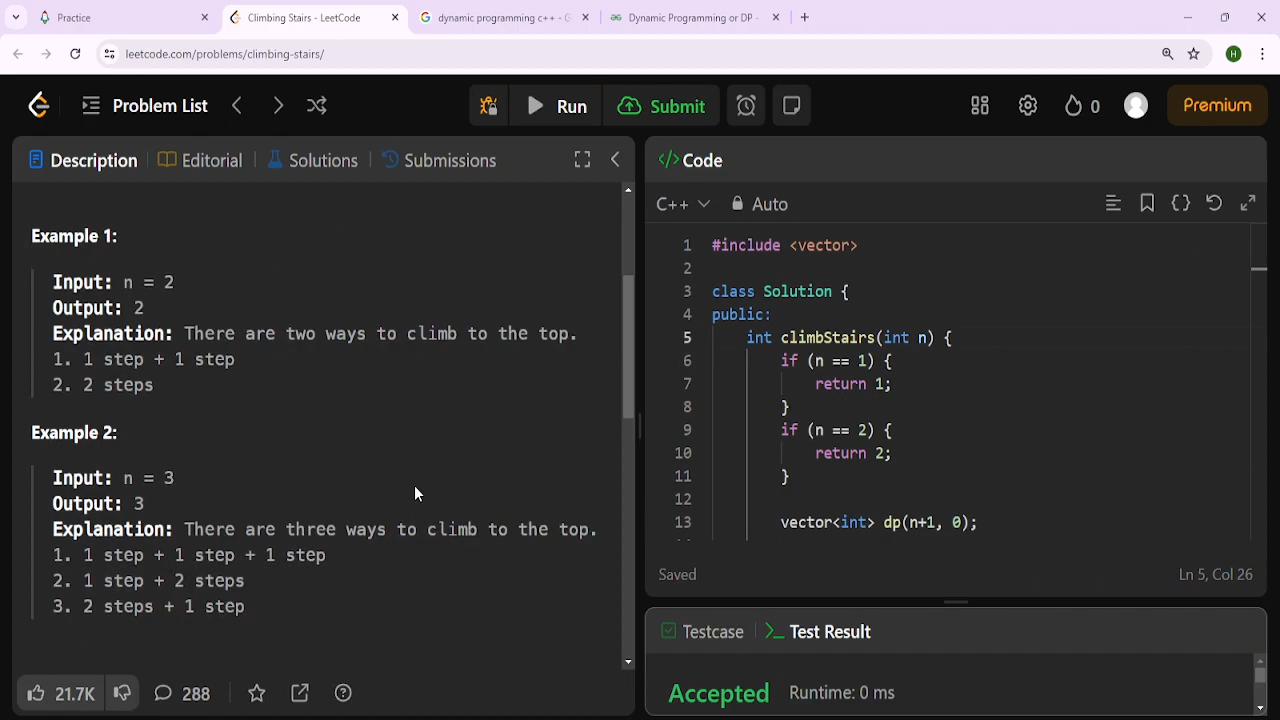 Practice
Climbing Stairs - LeetCode
dynamic programming c++ - G
Dynamic Programming or DP -
leetcode.com/problems/climbing-stairs/
H
Problem List
Run
Submit
0
Premium
Description
Editorial
Solutions
Submissions
Example 1:
Input: n = 2
Output: 2
Explanation: There are two ways to climb to the top.
1. 1 step + 1 step
2. 2 steps
Example 2:
Input: n = 3
Output: 3
Explanation: There are three ways to climb to the top.
1. 1 step + 1 step + 1 step
2. 1 step + 2 steps
3. 2 steps + 1 step
21.7K
288
</> Code
C++
Auto
1 #include <vector>
2
3 class Solution {
4 public:
5 int climbStairs(int n) {
6 if (n == 1) {
7 return 1;
8 }
9 if (n == 2) {
10 return 2;
11 }
12
13 vector<int> dp(n+1, 0);
Saved
Ln 5, Col 26
Testcase
Test Result
Accepted
Runtime: 0 ms